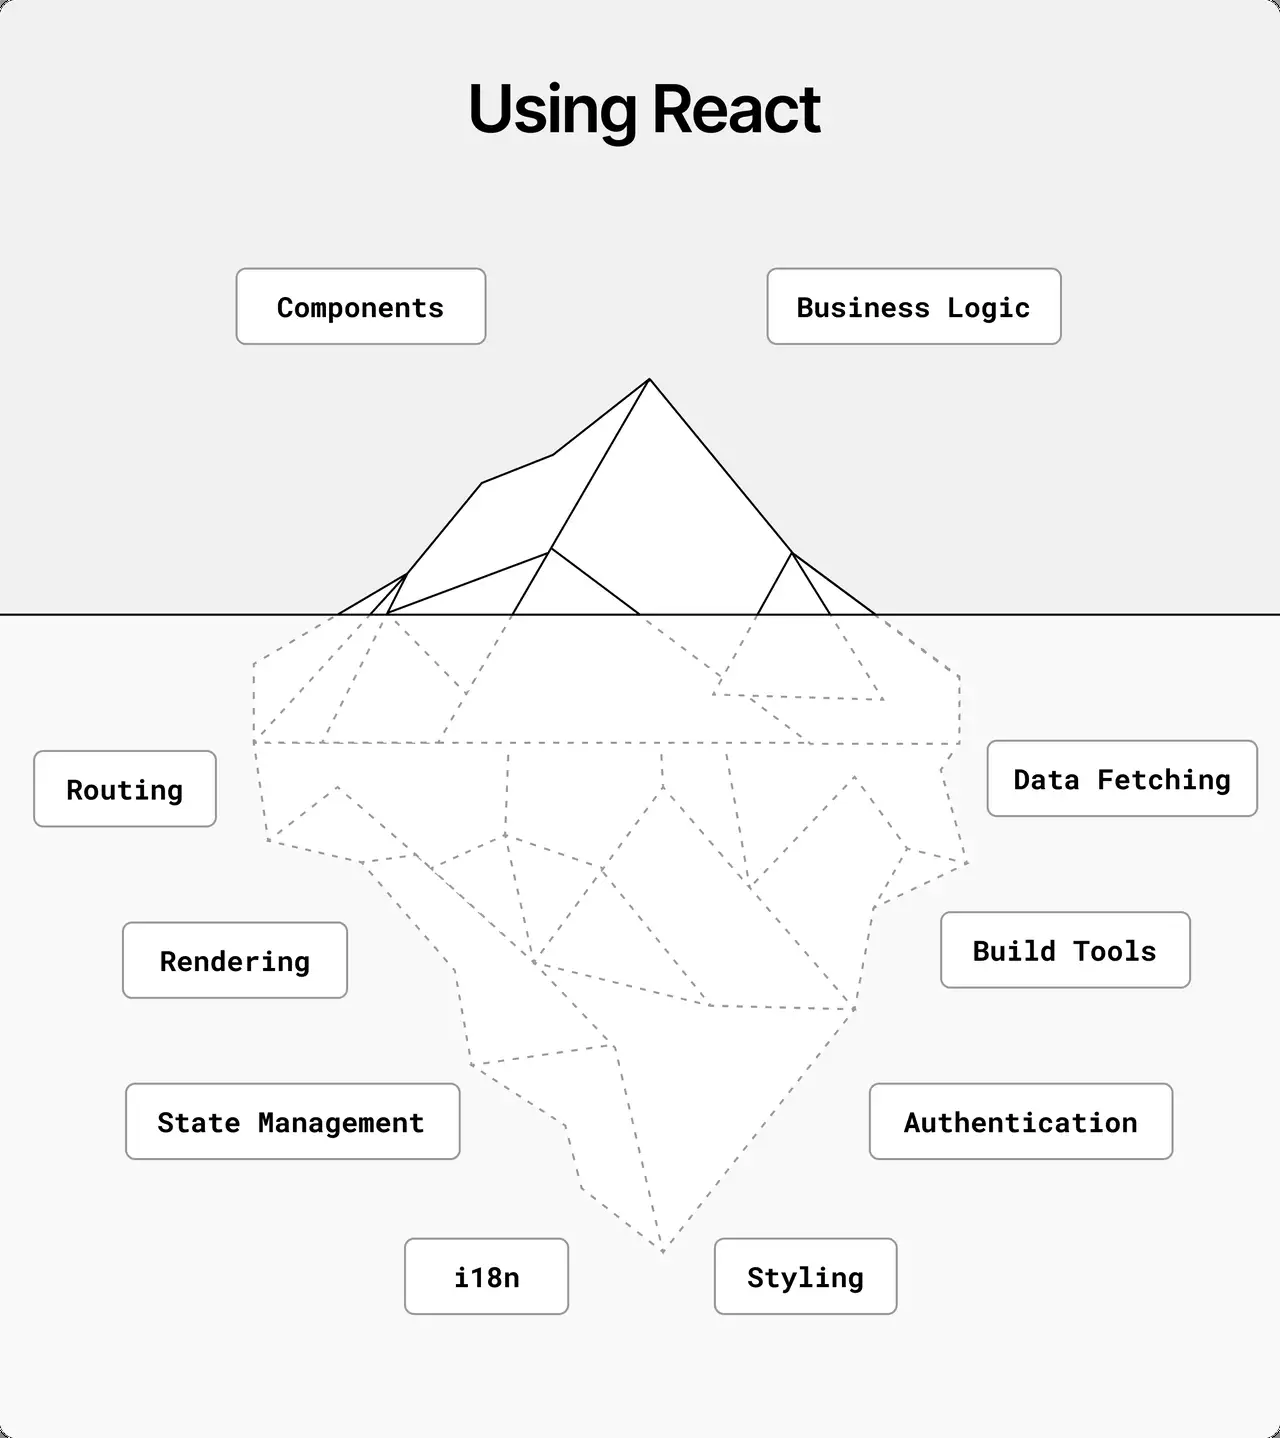 Using React
Components
Business Logic
Routing
Data Fetching
Rendering
Build Tools
State Management
Authentication
i18n
Styling